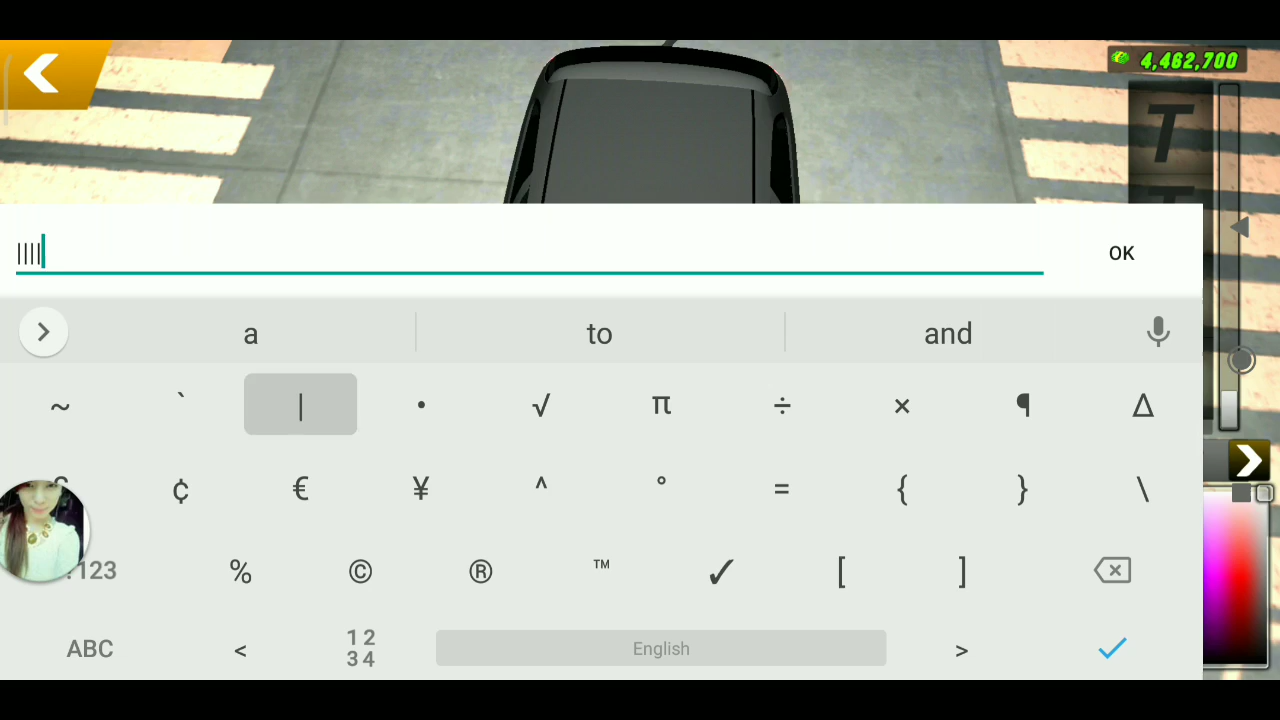 4,462,700
T
||||
OK
a to and
~ ` | • √ π ÷ × ¶ Δ
¢ € ¥ ^ ° = { } \
123 % © ® ™ ✓ [ ]
ABC < 1 2 3 4 English >